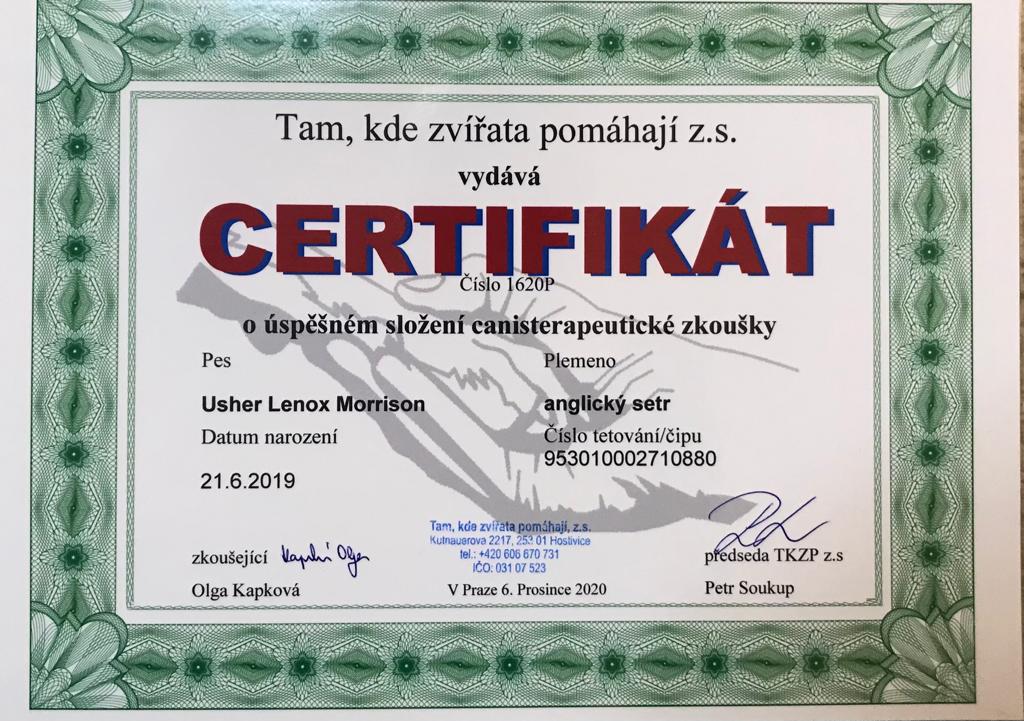 Tam, kde zvířata pomáhají z.s.
vydává
CERTIFIKÁT
Číslo 1620P
o úspěšném složení canisterapeutické zkoušky
Pes
Plemeno
Usher Lenox Morrison
anglický setr
Datum narození
Číslo tetování/čipu
953010002710880
21.6.2019
Tam, kde zvířata pomáhají, z.s.
Kutnauerova 2217, 253 01 Hostivice
tel.: +420 606 670 731
IČO: 031 07 523
zkoušející Kapková Olga
předseda TKZP z.s
Olga Kapková
V Praze 6. Prosince 2020
Petr Soukup